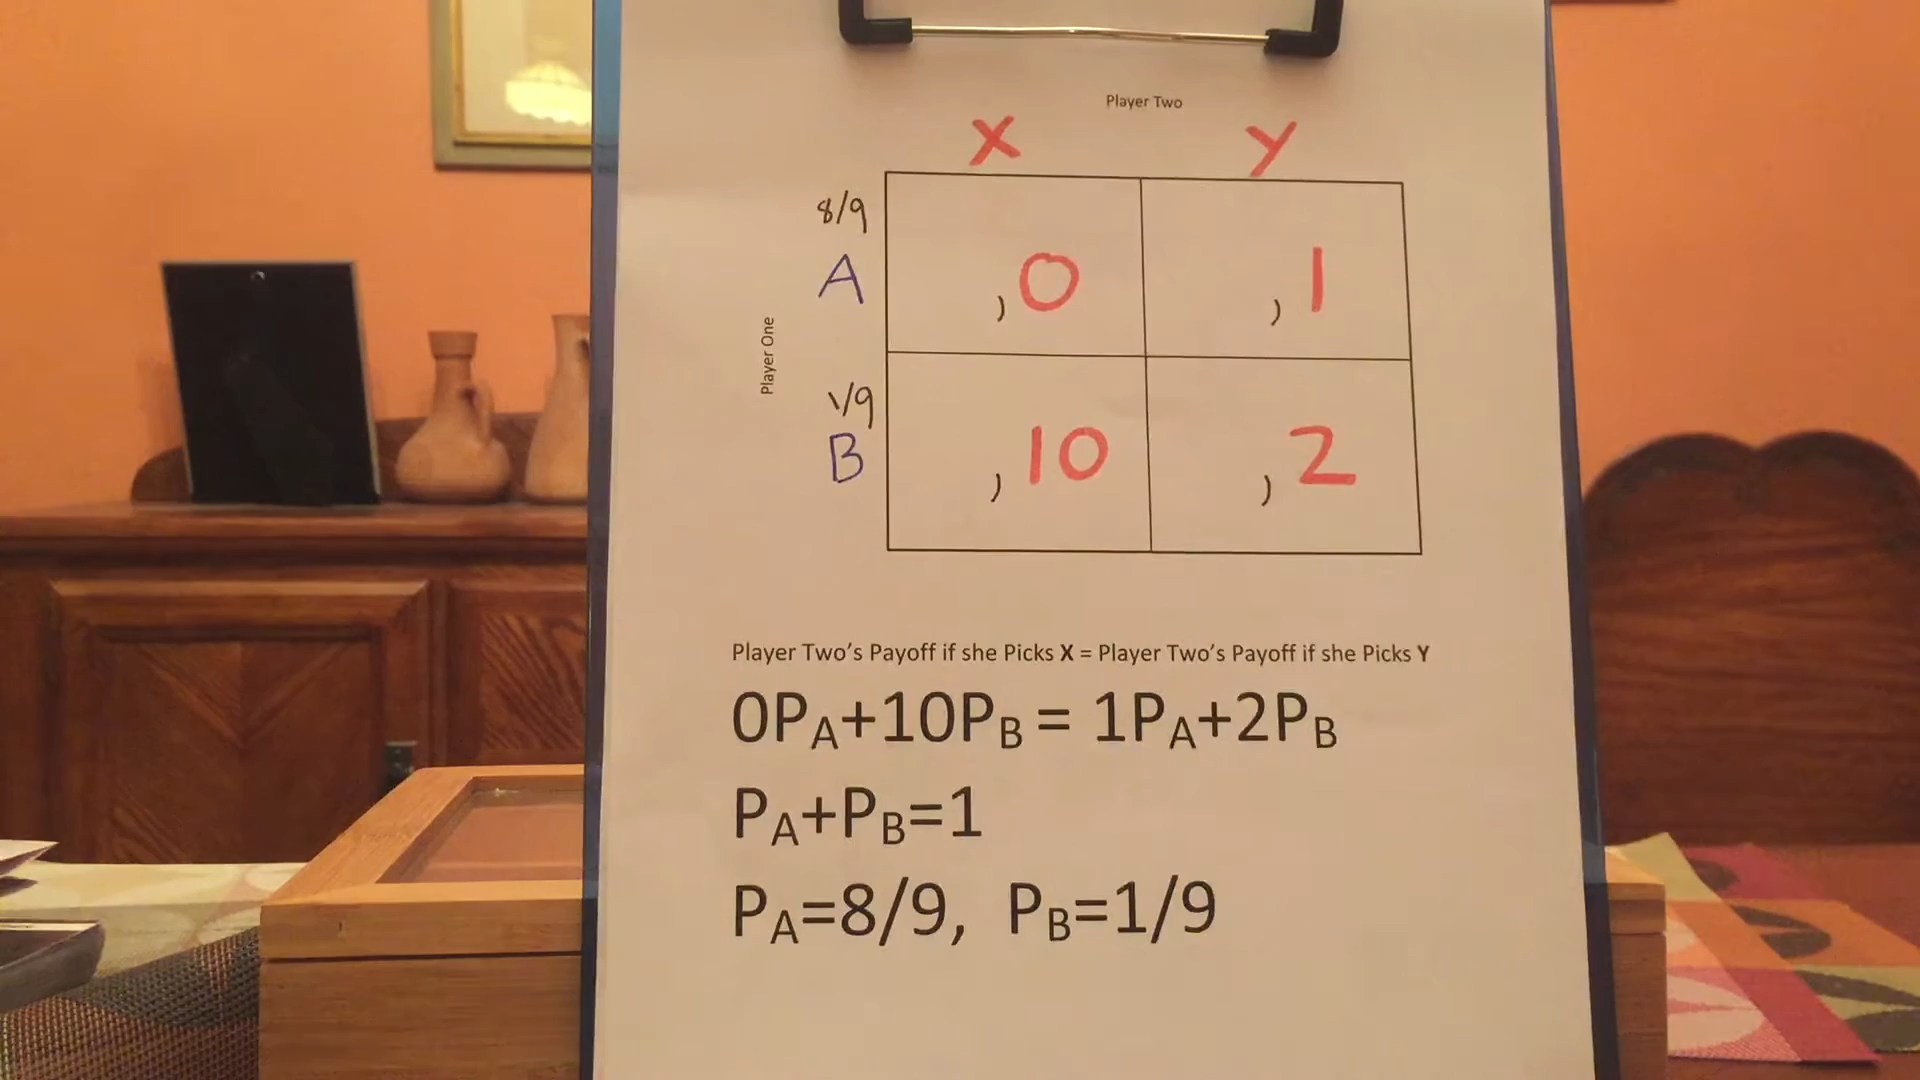 Player Two
X Y
8/9
A , 0 , 1
Player One
1/9
B , 10 , 2
Player Two's Payoff if she Picks X = Player Two's Payoff if she Picks Y
0PA+10PB = 1PA+2PB
PA+PB=1
PA=8/9, PB=1/9